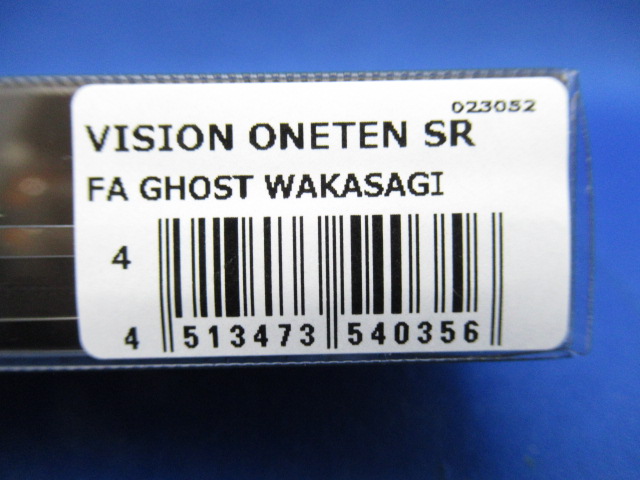 023052
VISION ONETEN SR
FA GHOST WAKASAGI
4
4 513473 540356